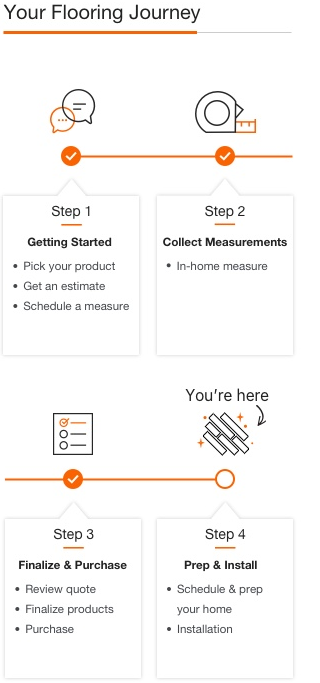 Your Flooring Journey
Step 1
Getting Started
• Pick your product
• Get an estimate
• Schedule a measure
Step 2
Collect Measurements
• In-home measure
You're here
Step 3
Finalize & Purchase
• Review quote
• Finalize products
• Purchase
Step 4
Prep & Install
• Schedule & prep
your home
• Installation